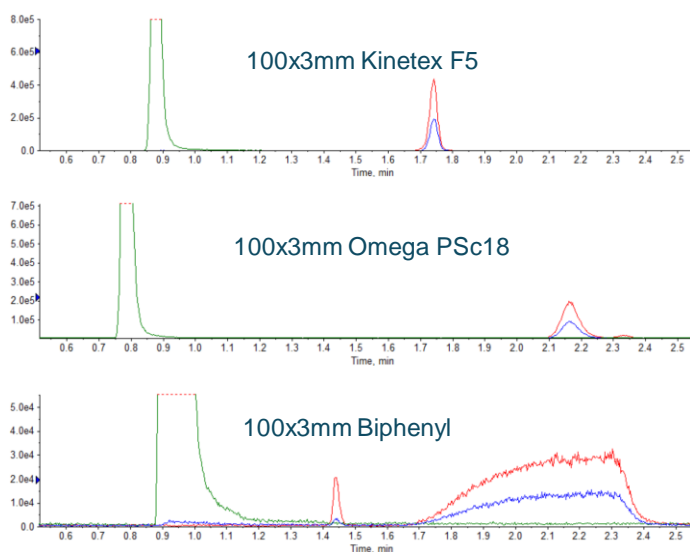 8.0e5
100x3mm Kinetex F5
6.0e5
4.0e5
2.0e5
0.0
0.6 0.7 0.8 0.9 1.0 1.1 1.2 1.3 1.4 1.5 1.6 1.7 1.8 1.9 2.0 2.1 2.2 2.3 2.4 2.5
Time, min
7.0e5
6.0e5
100x3mm Omega PSc18
5.0e5
4.0e5
3.0e5
2.0e5
1.0e5
0.6 0.7 0.8 0.9 1.0 1.1 1.2 1.3 1.4 1.5 1.6 1.7 1.8 1.9 2.0 2.1 2.2 2.3 2.4 2.5
Time, min
5.0e4
100x3mm Biphenyl
4.0e4
3.0e4
2.0e4
1.0e4
0.0e0
0.6 0.7 0.8 0.9 1.0 1.1 1.2 1.3 1.4 1.5 1.6 1.7 1.8 1.9 2.0 2.1 2.2 2.3 2.4 2.5
Time, min